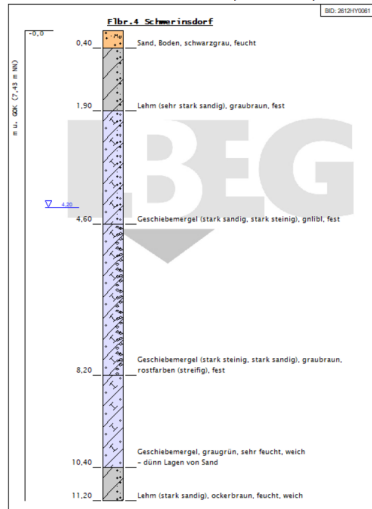 BID: 2612HY0061
Flbr.4 Schwerinsdorf
-0,0
m u. GOK (7,43 m NN)
0,40
Sand, Boden, schwarzgrau, feucht
1,90
Lehm (sehr stark sandig), graubraun, fest
LBEG
4,20
4,60
Geschiebemergel (stark sandig, stark steinig), gnlibl, fest
Geschiebemergel (stark steinig, stark sandig), graubraun,
8,20
rostfarben (streifig), fest
Geschiebemergel, graugrün, sehr feucht, weich
10,40
- dünn Lagen von Sand
11,20
Lehm (stark sandig), ockerbraun, feucht, weich